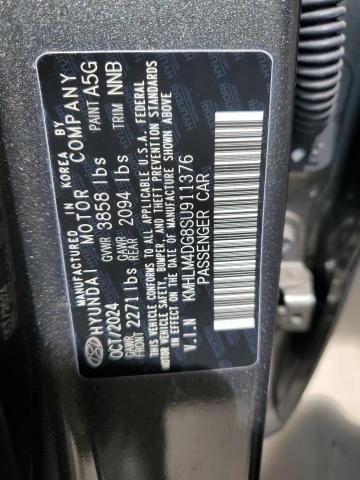 MANUFACTURED IN KOREA BY
HYUNDAI MOTOR COMPANY
OCT/2024 GVWR 3858 lbs PAINT A5G
GAWR FRONT 2271 lbs GAWR REAR 2094 lbs TRIM NNB
THIS VEHICLE CONFORMS TO ALL APPLICABLE U.S.A. FEDERAL
MOTOR VEHICLE SAFETY, BUMPER, AND THEFT PREVENTION STANDARDS
IN EFFECT ON THE DATE OF MANUFACTURE SHOWN ABOVE.
V.I.N KMHLM4DG8SU911376
PASSENGER CAR